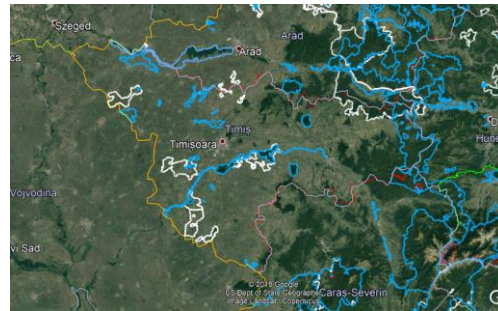 Szeged
Arad
Arad
ca
Timiș
Timișoara
Hune
Vojvodina
vi Sad
© 2018 Google
US Dept of State Geographer
Image Landsat / Copernicus
Caras-Severin